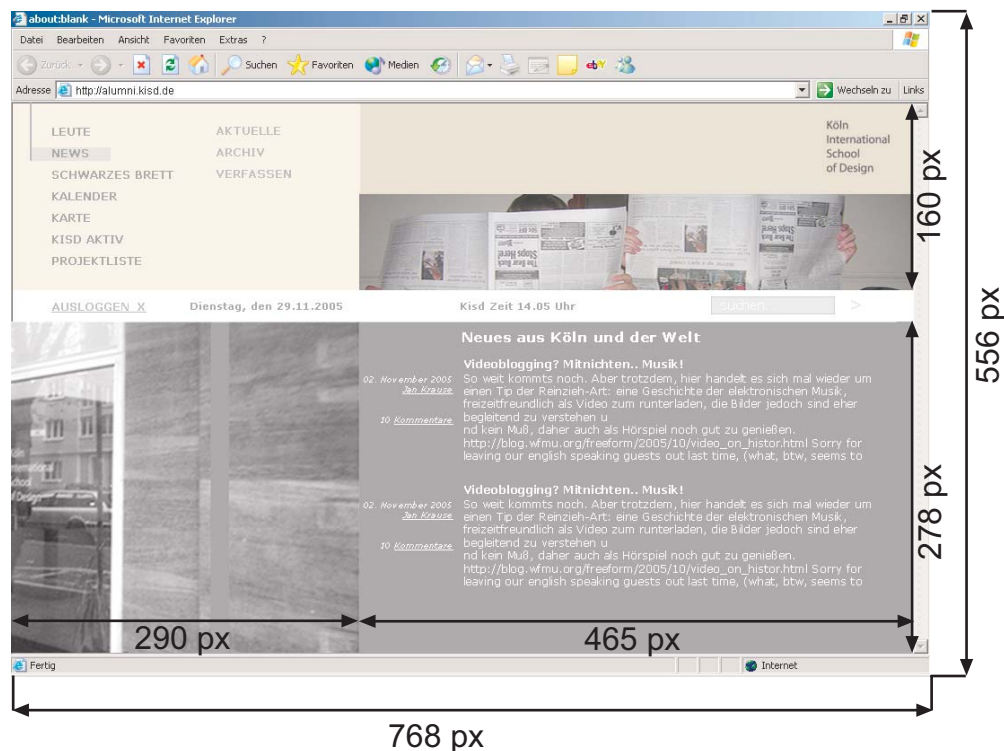 about:blank - Microsoft Internet Explorer
Datei Bearbeiten Ansicht Favoriten Extras ?
Zurück Suchen Favoriten Medien ebY
Adresse http://alumni.kisd.de Wechseln zu Links
LEUTE
NEWS
SCHWARZES BRETT
KALENDER
KARTE
KISD AKTIV
PROJEKTLISTE
AKTUELLE
ARCHIV
VERFASSEN
Köln
International
School
of Design
160 px
AUSLOGGEN X Dienstag, den 29.11.2005 Kisd Zeit 14.05 Uhr suchen: >
Neues aus Köln und der Welt
Videoblogging? Mitnichten.. Musik!
02. November 2005
Jan Krause
10 Kommentare
So weit kommts noch. Aber trotzdem, hier handelt es sich mal wieder um
einen Tip der Reinzieh-Art: eine Geschichte der elektronischen Musik,
freizeitfreundlich als Video zum runterladen, die Bilder jedoch sind eher
begleitend zu verstehen u
nd kein Muß, daher auch als Hörspiel noch gut zu genießen.
http://blog.wfmu.org/freeform/2005/10/video_on_histor.html Sorry for
leaving our english speaking guests out last time, (what, btw, seems to
Videoblogging? Mitnichten.. Musik!
02. November 2005
Jan Krause
10 Kommentare
So weit kommts noch. Aber trotzdem, hier handelt es sich mal wieder um
einen Tip der Reinzieh-Art: eine Geschichte der elektronischen Musik,
freizeitfreundlich als Video zum runterladen, die Bilder jedoch sind eher
begleitend zu verstehen u
nd kein Muß, daher auch als Hörspiel noch gut zu genießen.
http://blog.wfmu.org/freeform/2005/10/video_on_histor.html Sorry for
leaving our english speaking guests out last time, (what, btw, seems to
278 px
556 px
290 px
465 px
Fertig Internet
768 px